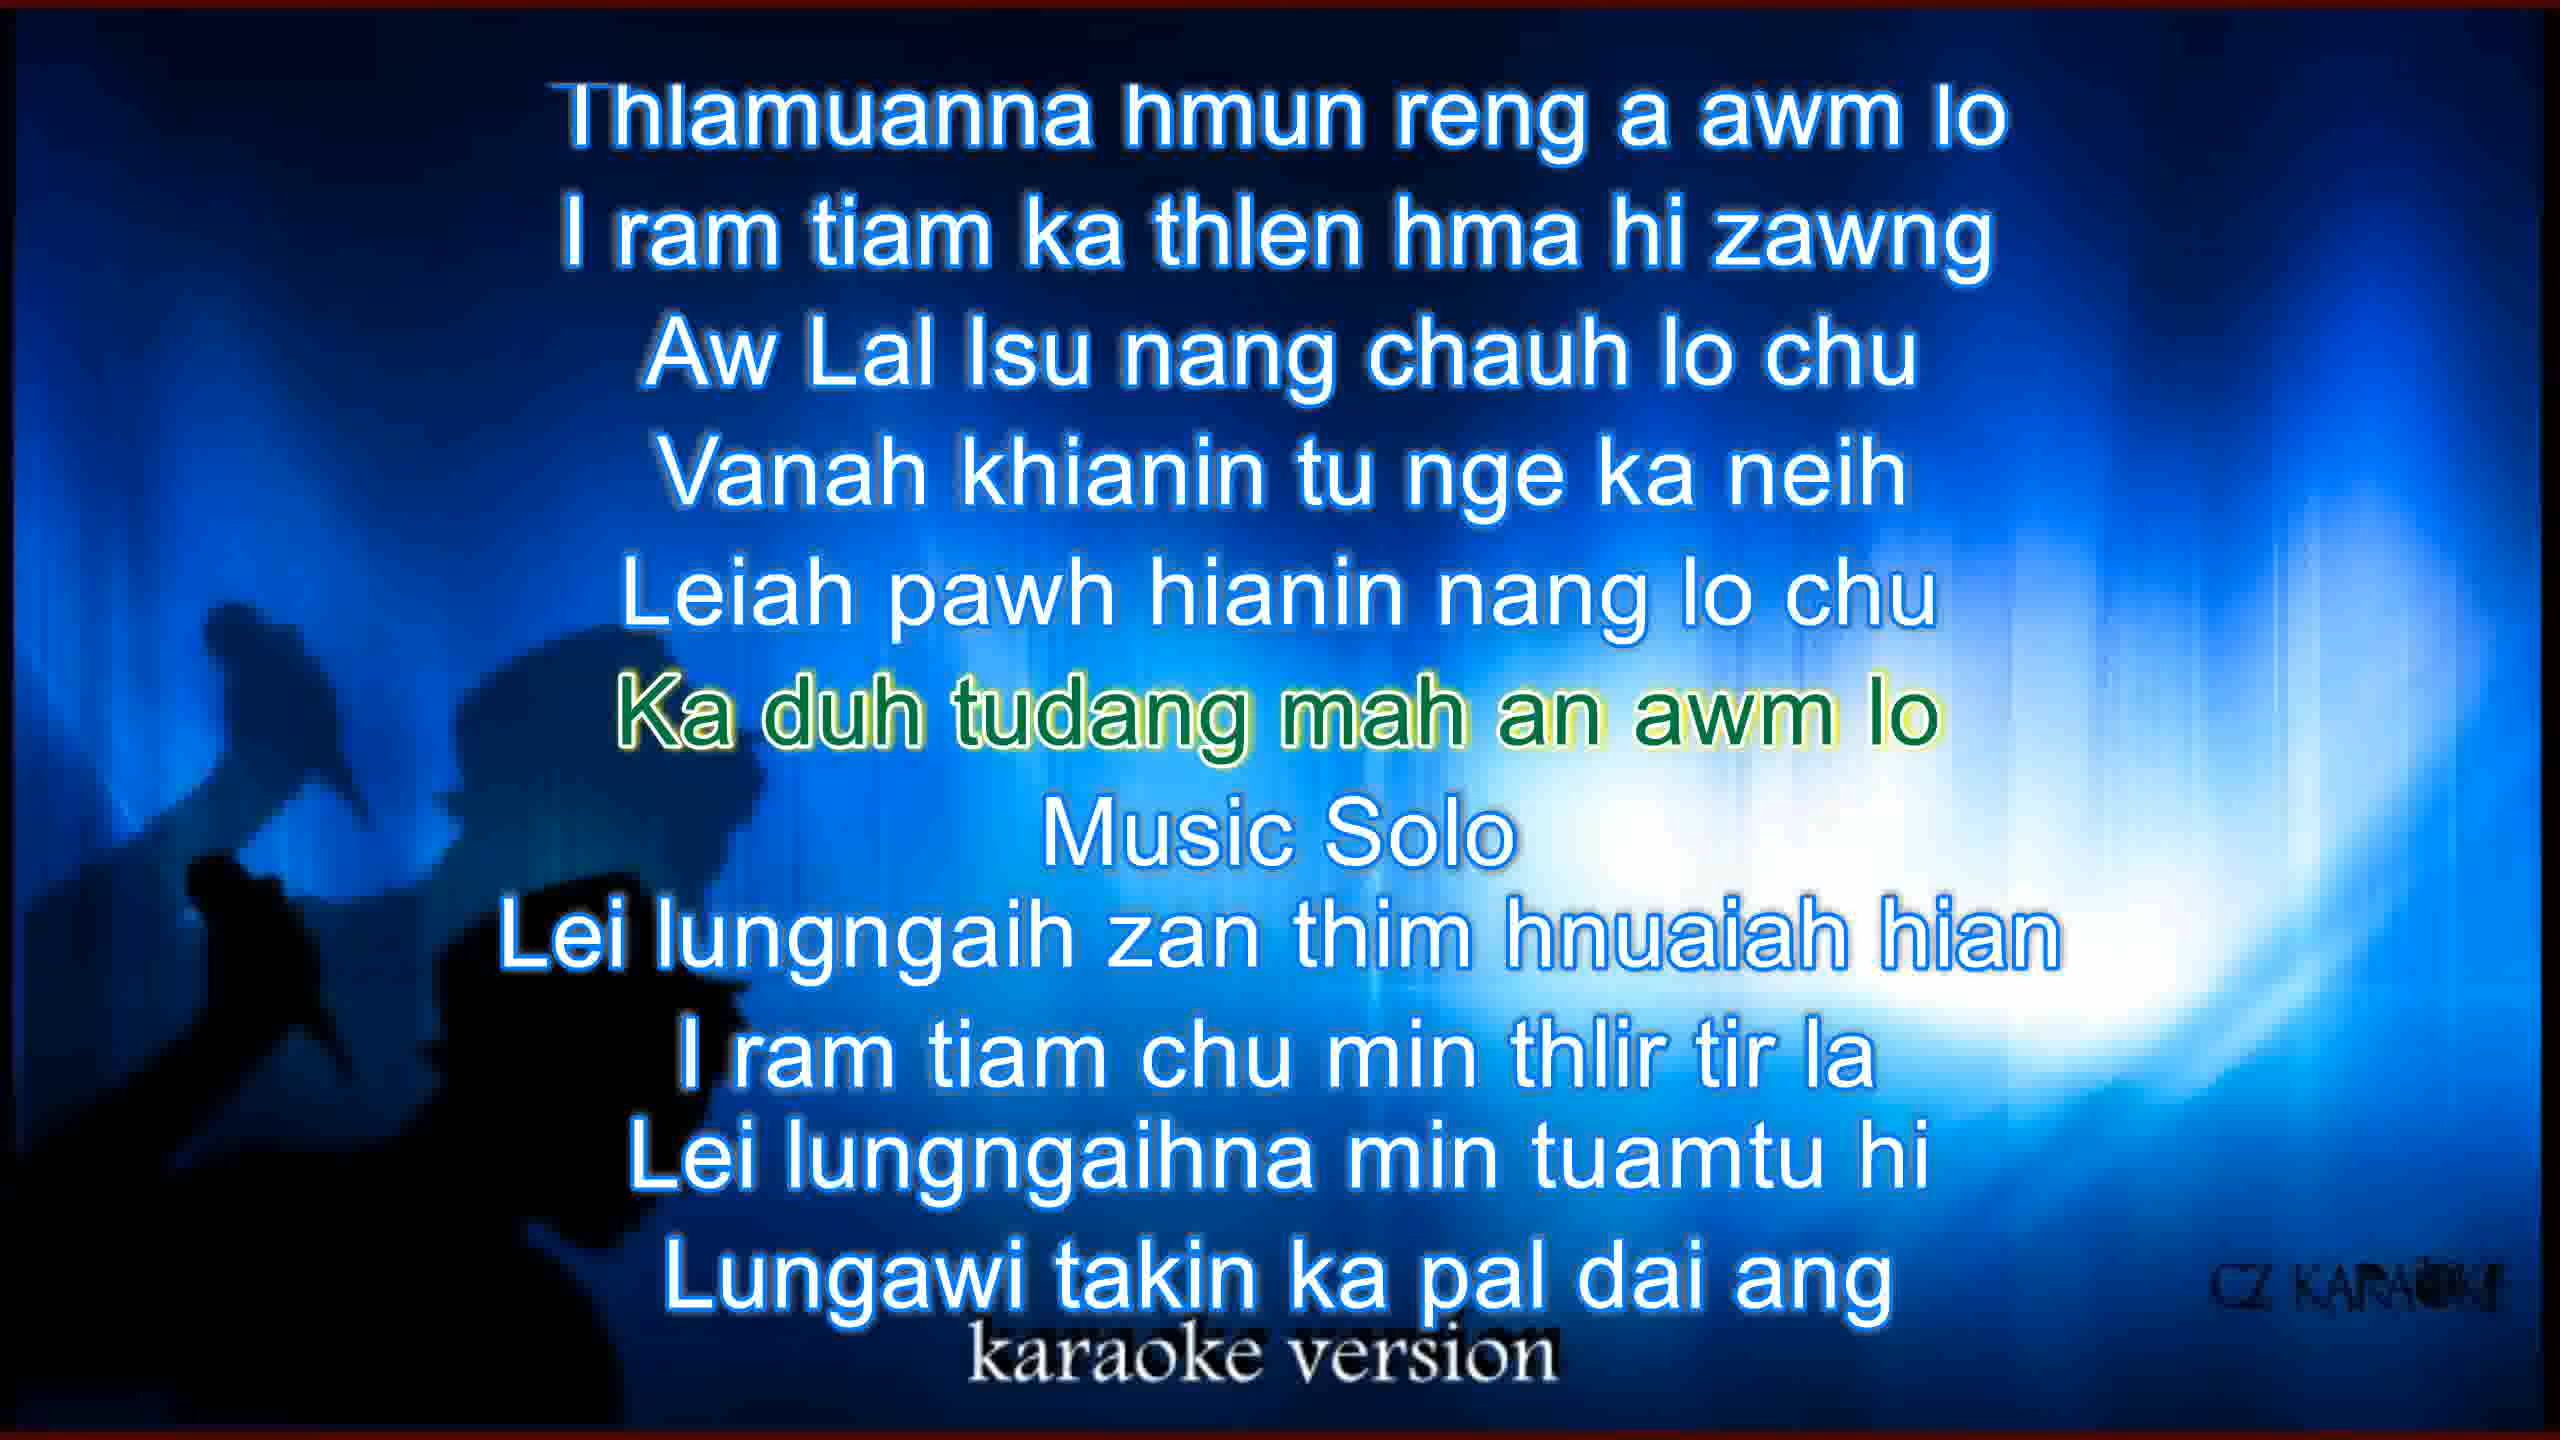 Thlamuanna hmun reng a awm lo
I ram tiam ka thlen hma hi zawng
Aw Lal Isu nang chauh lo chu
Vanah khianin tu nge ka neih
Leiah pawh hianin nang lo chu
Ka duh tudang mah an awm lo
Music Solo
Lei lungngaih zan thim hnuaiah hian
I ram tiam chu min thlir tir la
Lei lungngaihna min tuamtu hi
Lungawi takin ka pal dai ang
CZ KARAOKE
karaoke version